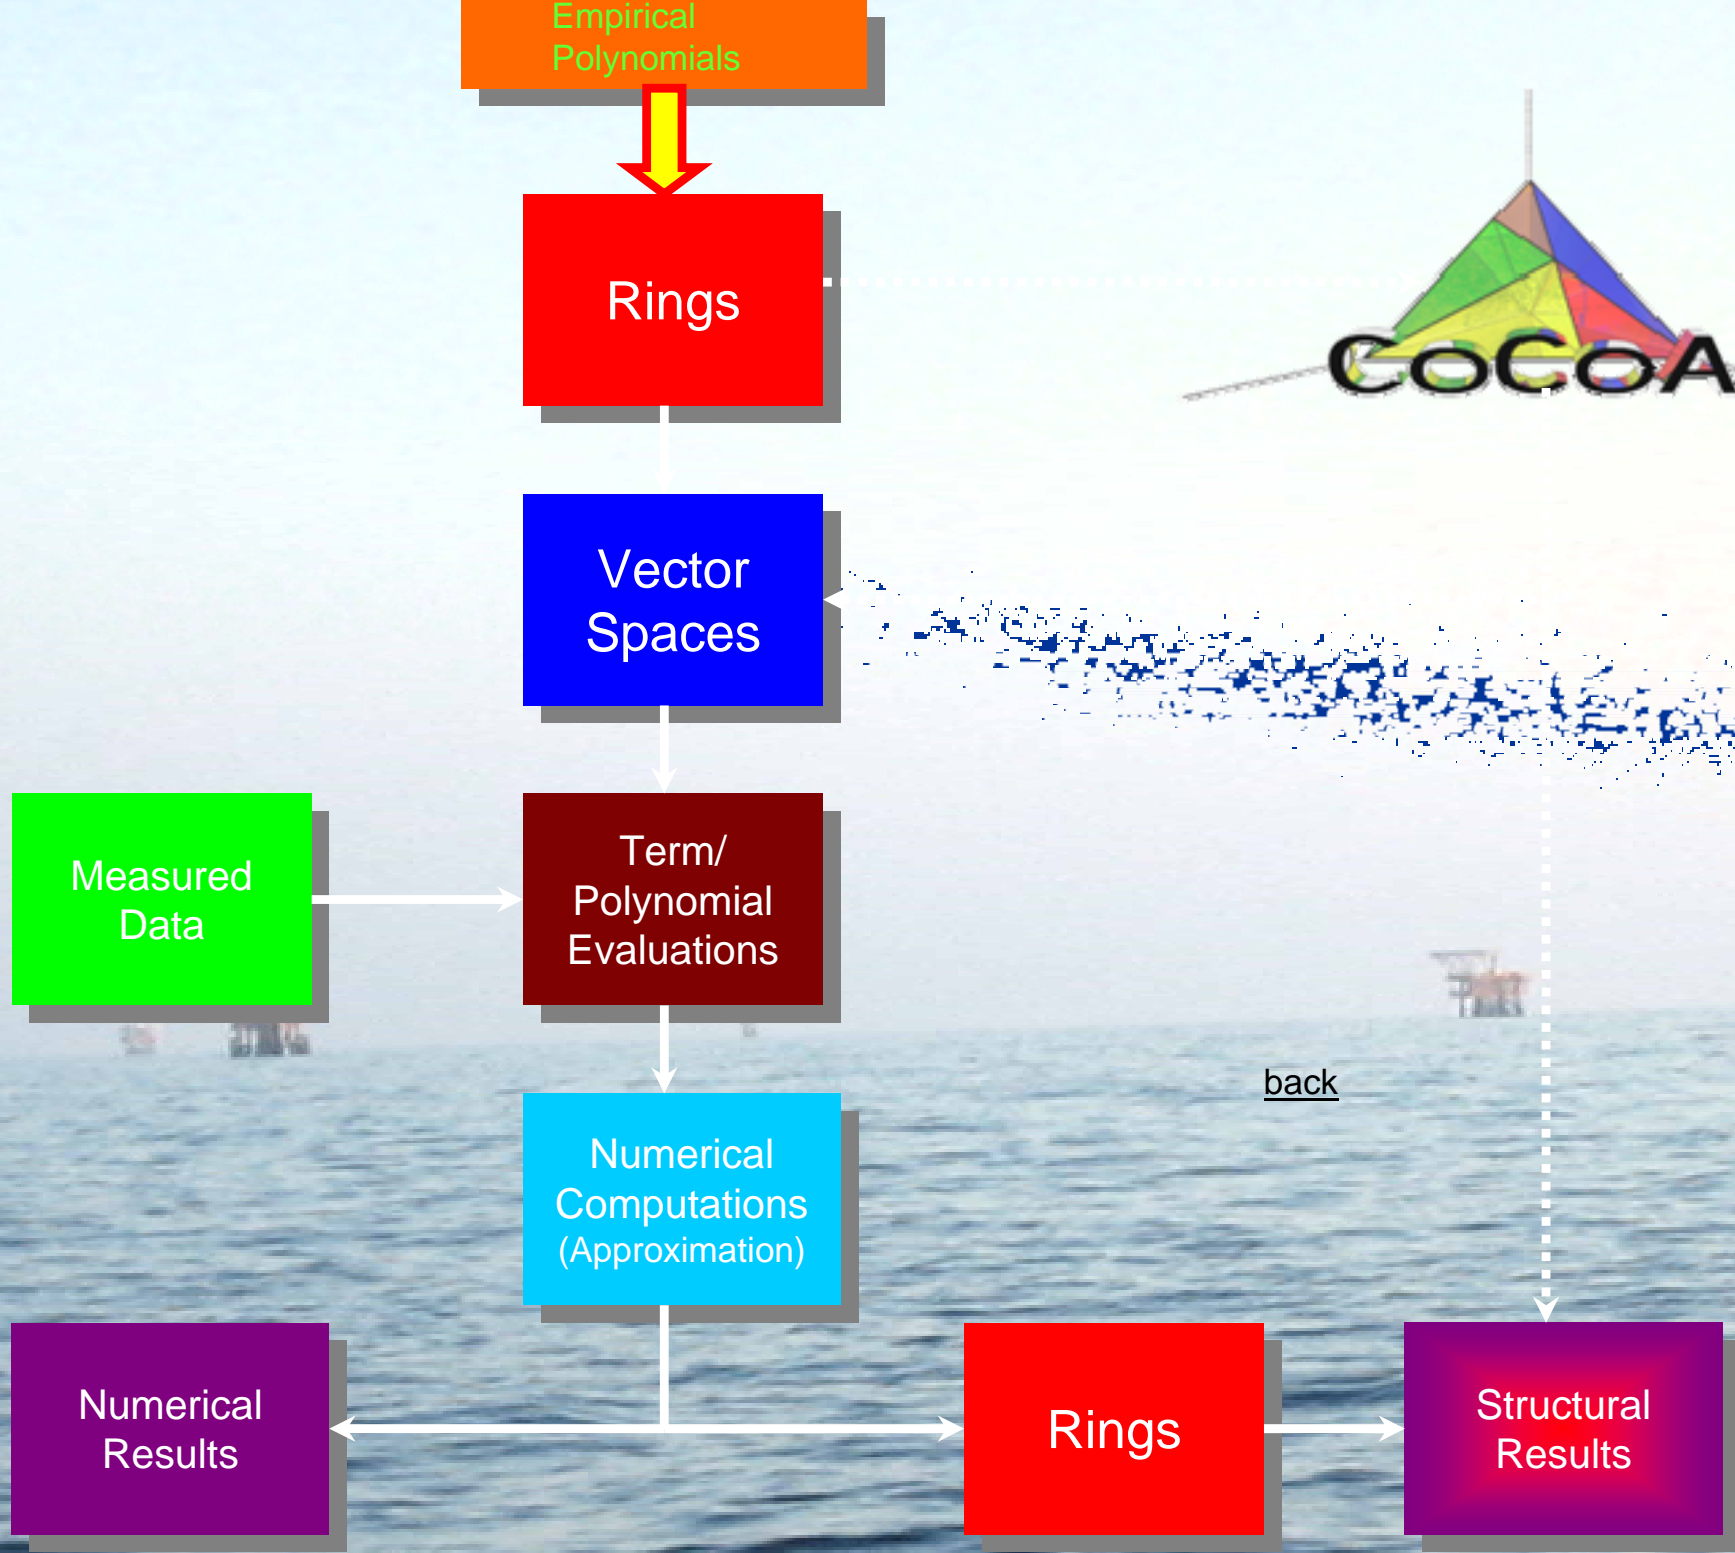 Empirical
Polynomials
Rings
CoCoA
Vector
Spaces
Measured
Data
Term/
Polynomial
Evaluations
back
Numerical
Computations
(Approximation)
Numerical
Results
Rings
Structural
Results